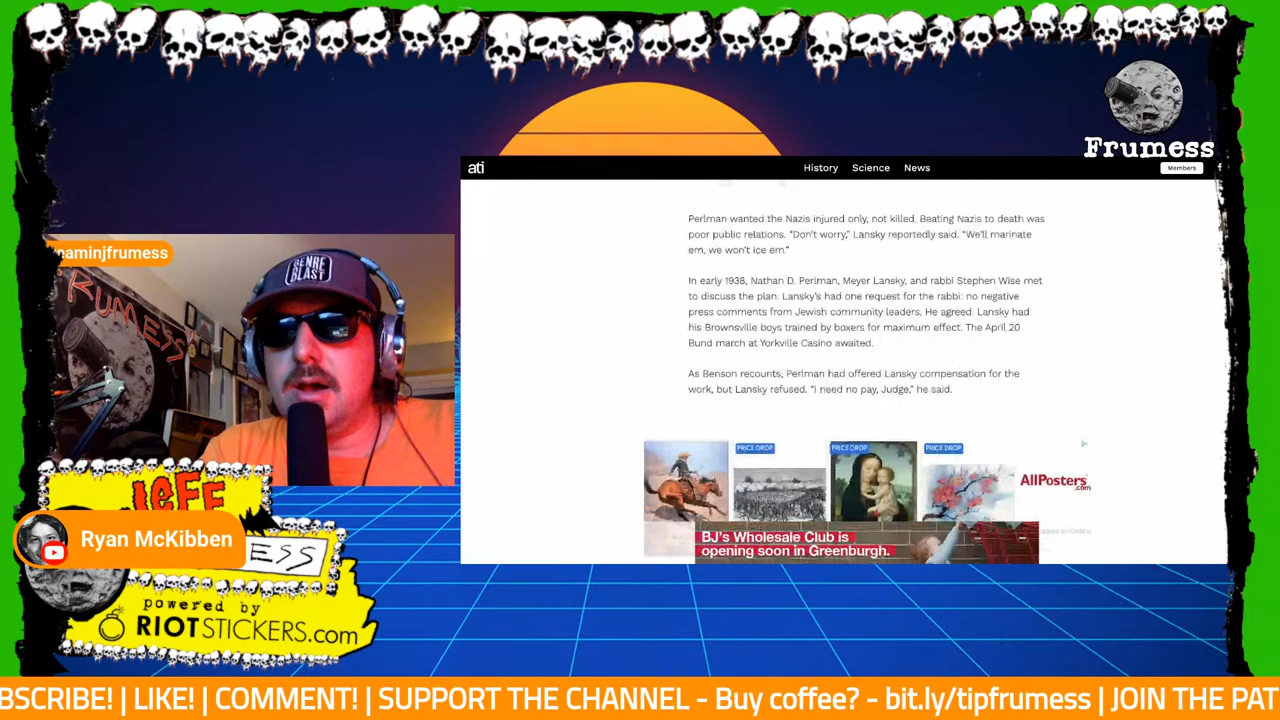 Frumess
ati
History Science News
Members
f
Perlman wanted the Nazis injured only, not killed. Beating Nazis to death was
poor public relations. “Don’t worry,” Lansky reportedly said. “We’ll marinate
em, we won’t ice em.”
In early 1938, Nathan D. Perlman, Meyer Lansky, and rabbi Stephen Wise met
to discuss the plan. Lansky’s had one request for the rabbi: no negative
press comments from Jewish community leaders. He agreed. Lansky had
his Brownsville boys trained by boxers for maximum effect. The April 20
Bund march at Yorkville Casino awaited.
As Benson recounts, Perlman had offered Lansky compensation for the
work, but Lansky refused. “I need no pay, Judge,” he said.
PRICE DROP PRICE DROP PRICE DROP
AllPosters
.com
BJ’s Wholesale Club is
opening soon in Greenburgh.
eaminjfrumess
GENRE
BLAST
RUMESS
JEFF
Ryan McKibben
ESS
powered by
RIOTSTICKERS.com
BSCRIBE! | LIKE! | COMMENT! | SUPPORT THE CHANNEL - Buy coffee? - bit.ly/tipfrumess | JOIN THE PAT